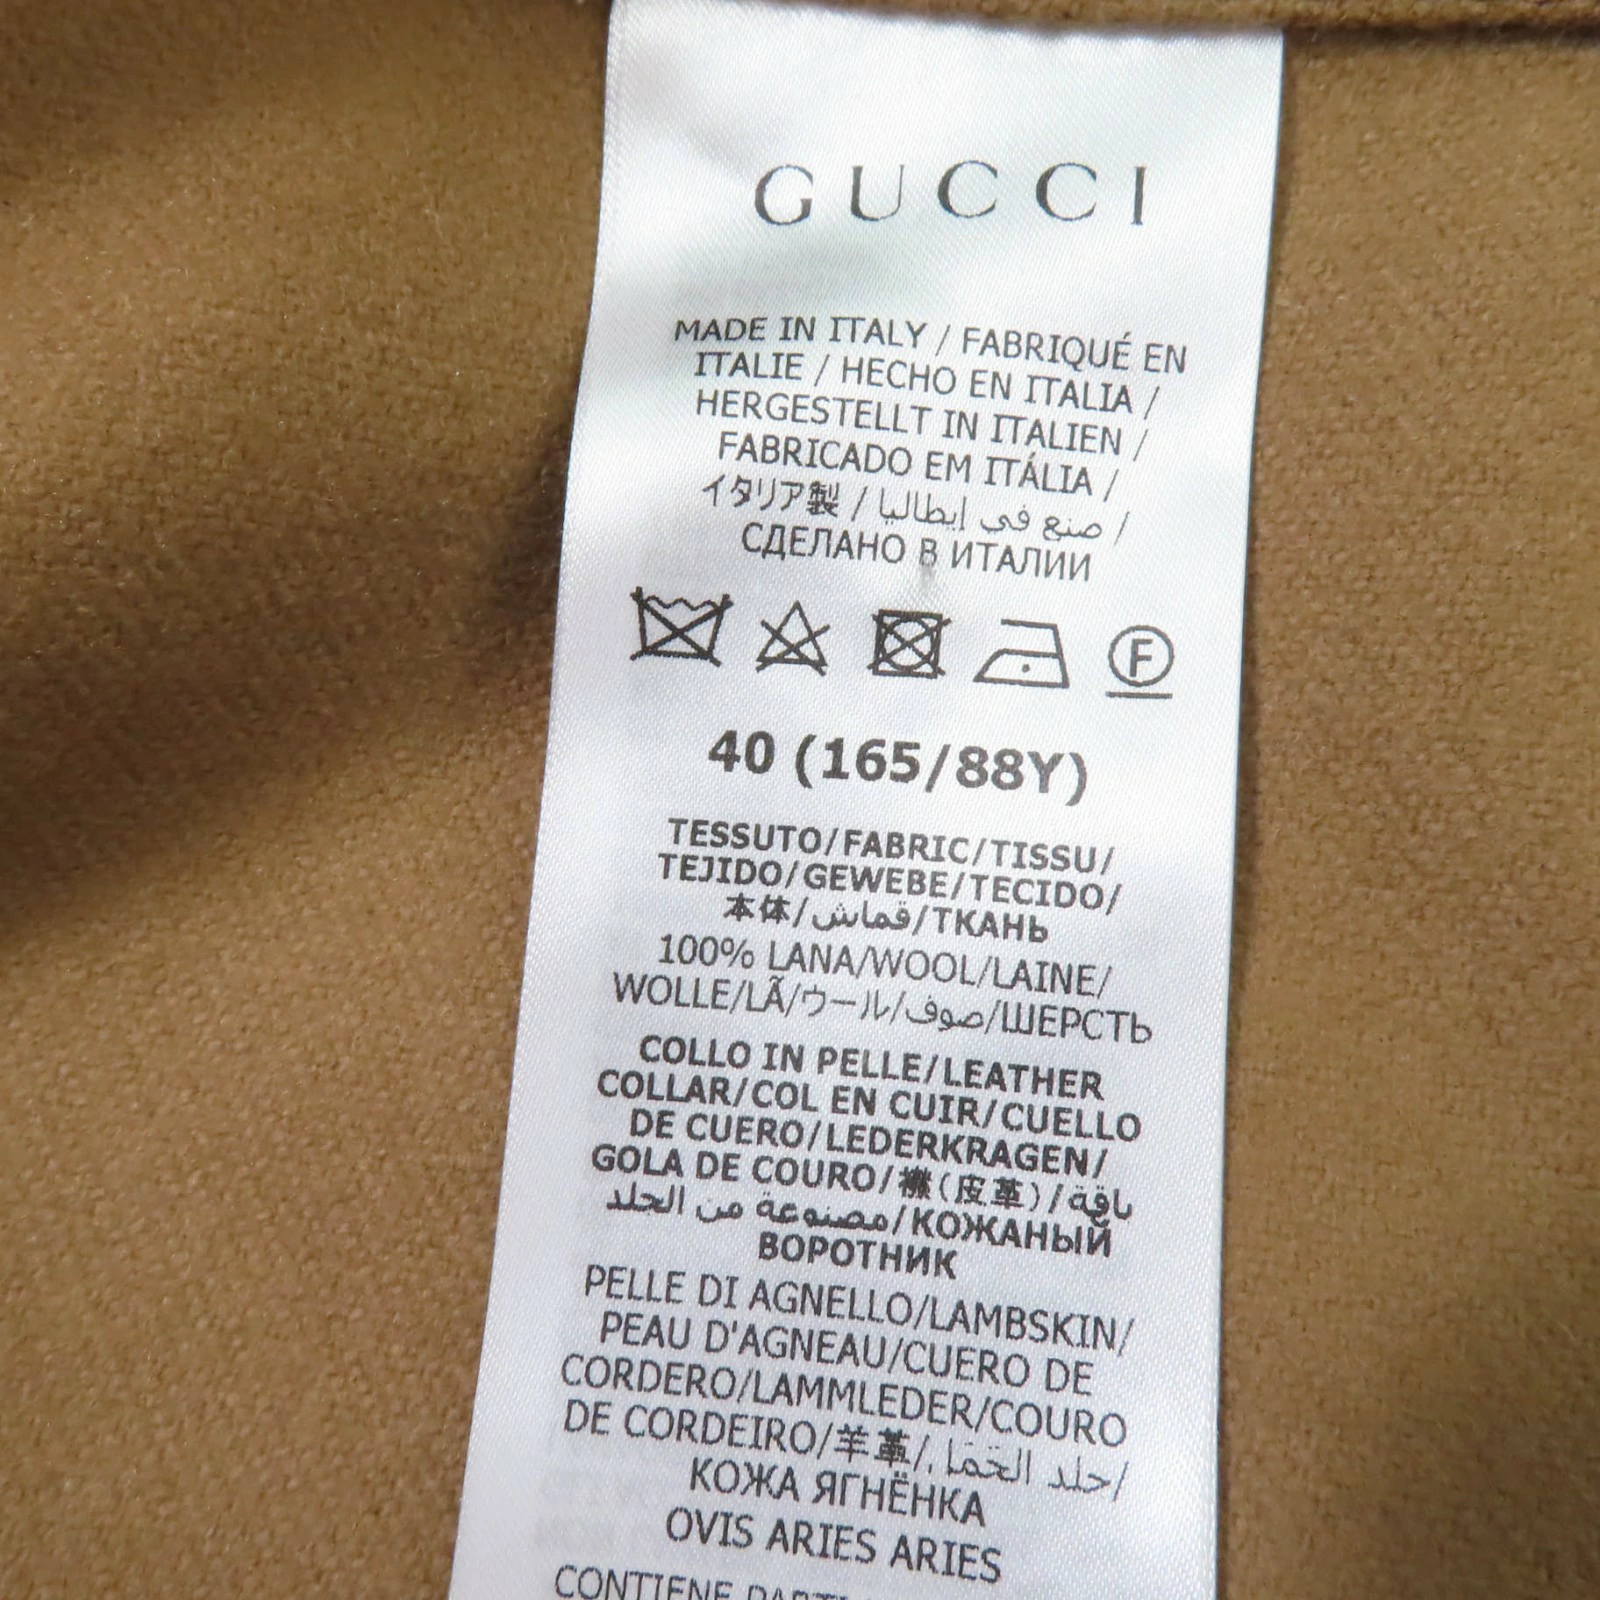 GUCCI
MADE IN ITALY / FABRIQUÉ EN
ITALIE / HECHO EN ITALIA /
HERGESTELLT IN ITALIEN /
FABRICADO EM ITÁLIA /
イタリア製 / صنع في إيطاليا /
СДЕЛАНО В ИТАЛИИ
F
40 (165/88Y)
TESSUTO/FABRIC/TISSU/
TEJIDO/GEWEBE/TECIDO/
本体/قماش/ТКАНЬ
100% LANA/WOOL/LAINE/
WOLLE/LÃ/ウール/صوف/ШЕРСТЬ
COLLO IN PELLE/LEATHER
COLLAR/COL EN CUIR/CUELLO
DE CUERO/LEDERKRAGEN/
GOLA DE COURO/襟(皮革)/ياقة
مصنوعة من الجلد/КОЖАНЫЙ
ВОРОТНИК
PELLE DI AGNELLO/LAMBSKIN/
PEAU D'AGNEAU/CUERO DE
CORDERO/LAMMLEDER/COURO
DE CORDEIRO/羊革/جلد/
КОЖА ЯГНЁНКА
OVIS ARIES ARIES
CONTIENE